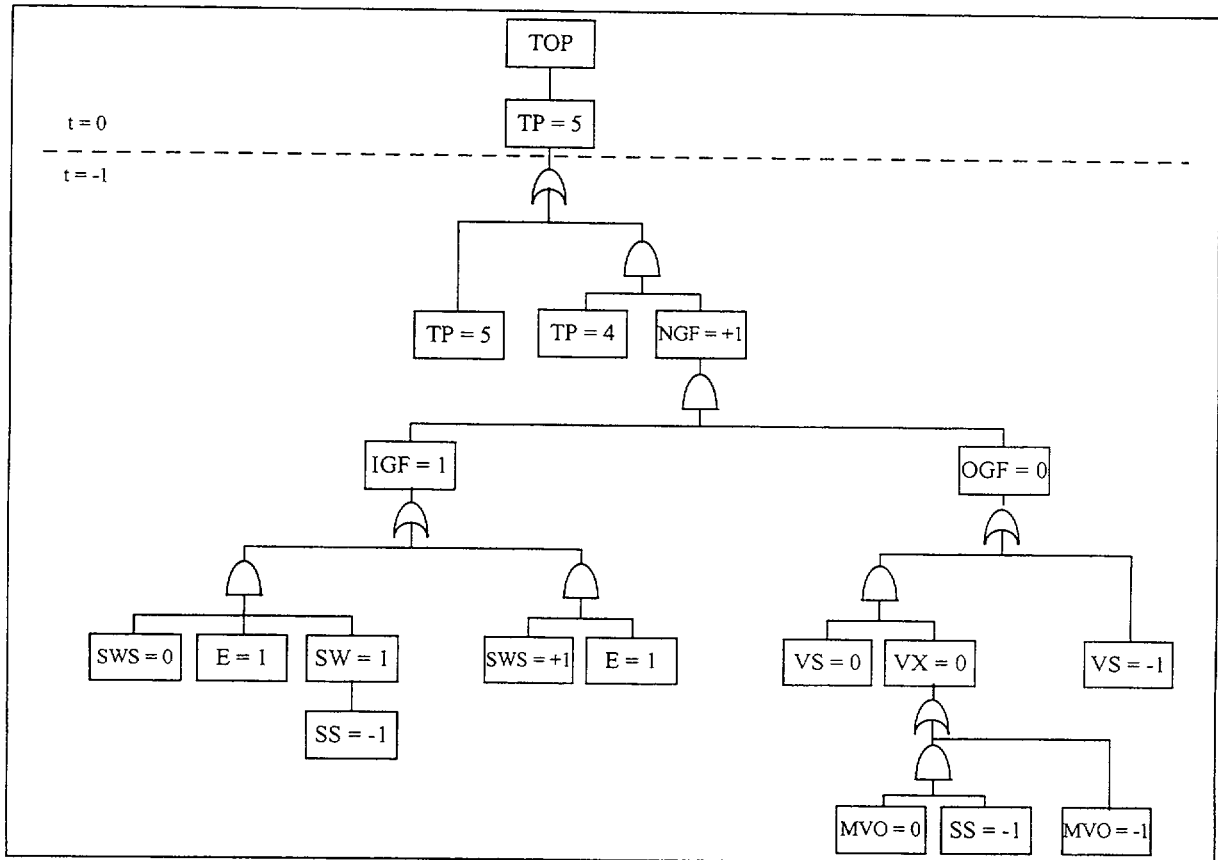 TOP
t = 0
TP = 5
t = -1
TP = 5
TP = 4
NGF = +1
IGF = 1
OGF = 0
SWS = 0
E = 1
SW = 1
SWS = +1
E = 1
VS = 0
VX = 0
VS = -1
SS = -1
MVO = 0
SS = -1
MVO = -1